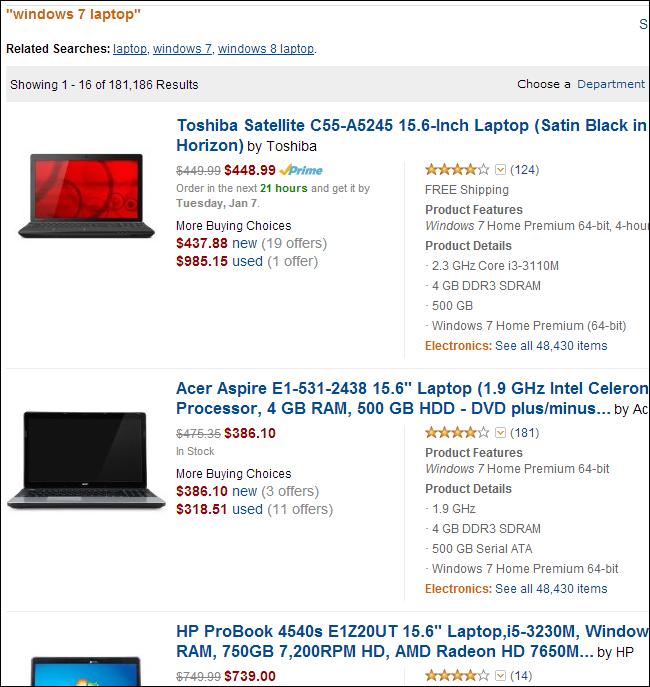 "windows 7 laptop"
S
Related Searches: laptop, windows 7, windows 8 laptop.
Showing 1 - 16 of 181,186 Results
Choose a Department
Toshiba Satellite C55-A5245 15.6-Inch Laptop (Satin Black in
Horizon) by Toshiba
$449.99 $448.99 Prime
Order in the next 21 hours and get it by
Tuesday, Jan 7.
More Buying Choices
$437.88 new (19 offers)
$985.15 used (1 offer)
(124)
FREE Shipping
Product Features
Windows 7 Home Premium 64-bit, 4-hour
Product Details
· 2.3 GHz Core i3-3110M
· 4 GB DDR3 SDRAM
· 500 GB
· Windows 7 Home Premium (64-bit)
Electronics: See all 48,430 items
Acer Aspire E1-531-2438 15.6" Laptop (1.9 GHz Intel Celeron
Processor, 4 GB RAM, 500 GB HDD - DVD plus/minus... by Ac
$475.35 $386.10
In Stock
More Buying Choices
$386.10 new (3 offers)
$318.51 used (11 offers)
(181)
Product Features
Windows 7 Home Premium 64-bit
Product Details
· 1.9 GHz
· 4 GB DDR3 SDRAM
· 500 GB Serial ATA
· Windows 7 Home Premium 64-bit
Electronics: See all 48,430 items
HP ProBook 4540s E1Z20UT 15.6" Laptop,i5-3230M, Window
RAM, 750GB 7,200RPM HD, AMD Radeon HD 7650M... by HP
$749.99 $739.00
(14)